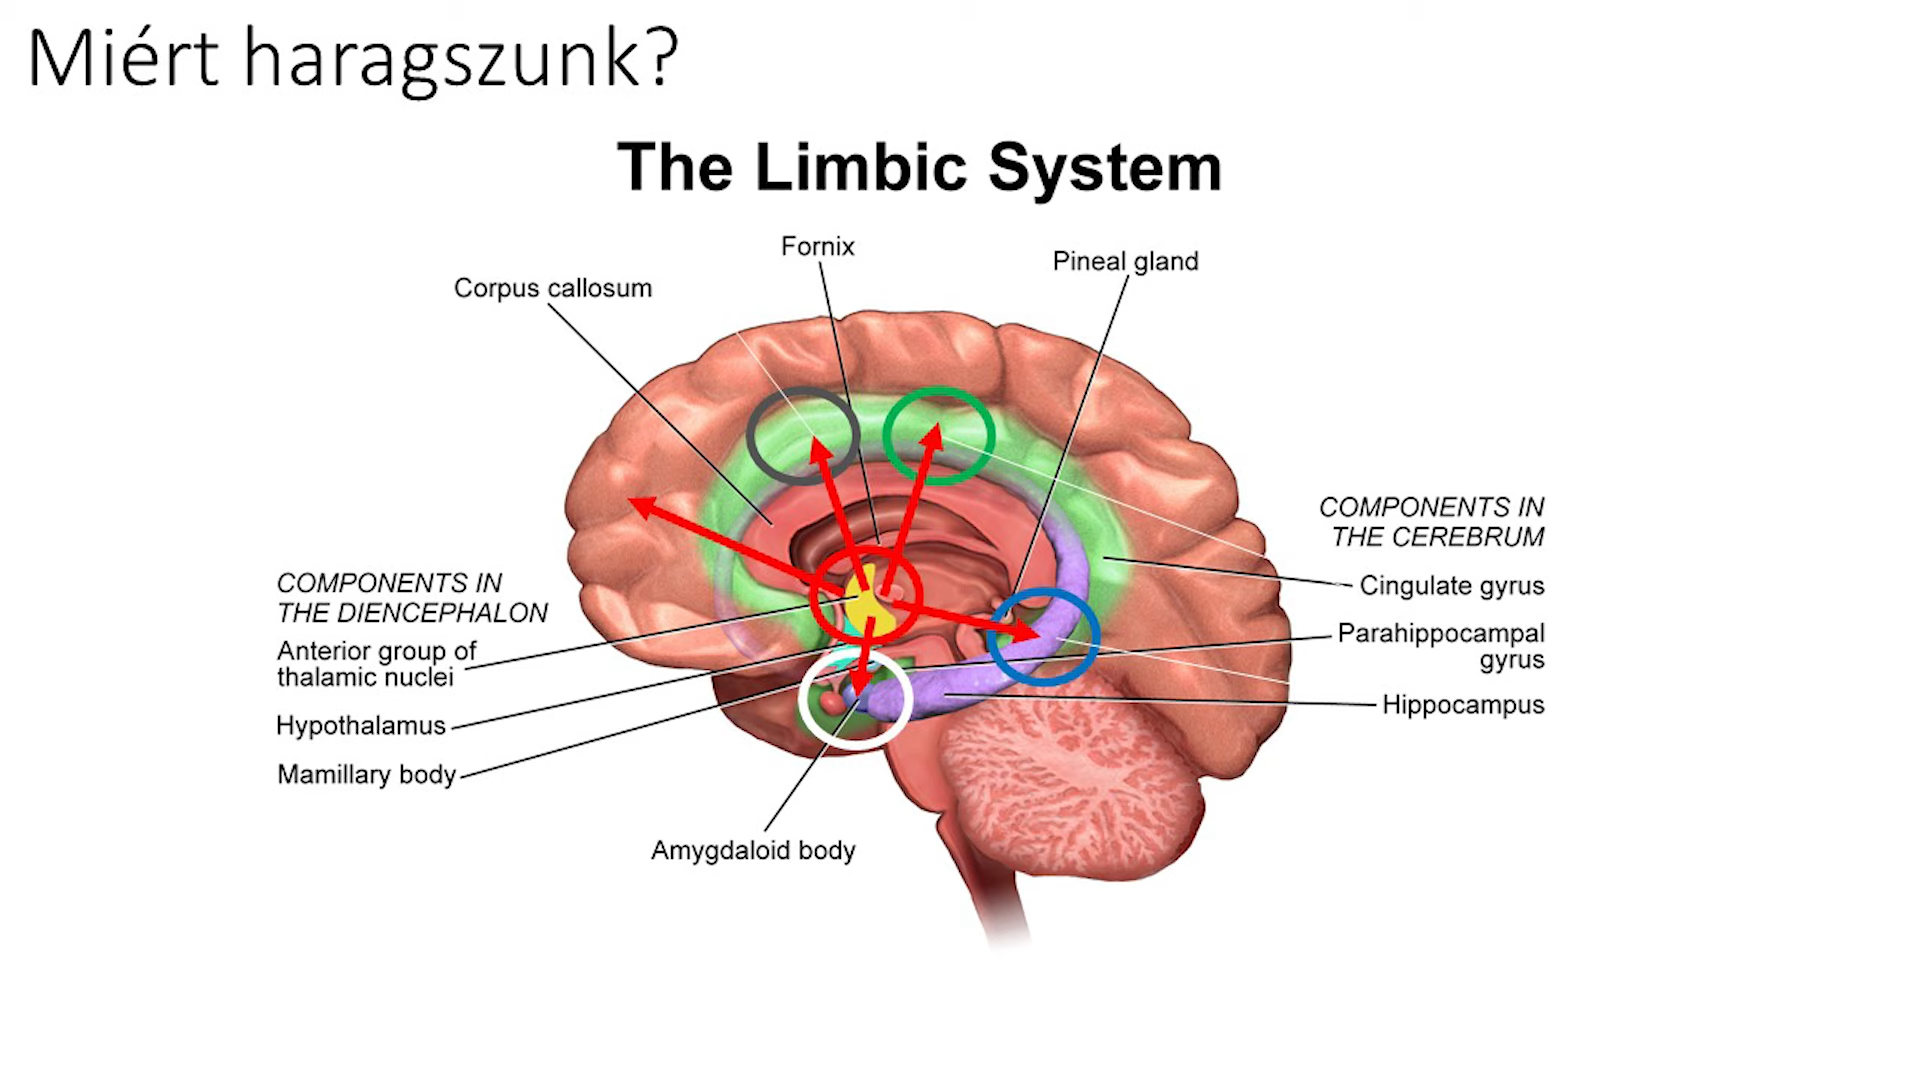 Miért haragszunk?
The Limbic System
Fornix
Pineal gland
Corpus callosum
COMPONENTS IN
THE CEREBRUM
Cingulate gyrus
Parahippocampal
gyrus
Hippocampus
COMPONENTS IN
THE DIENCEPHALON
Anterior group of
thalamic nuclei
Hypothalamus
Mamillary body
Amygdaloid body